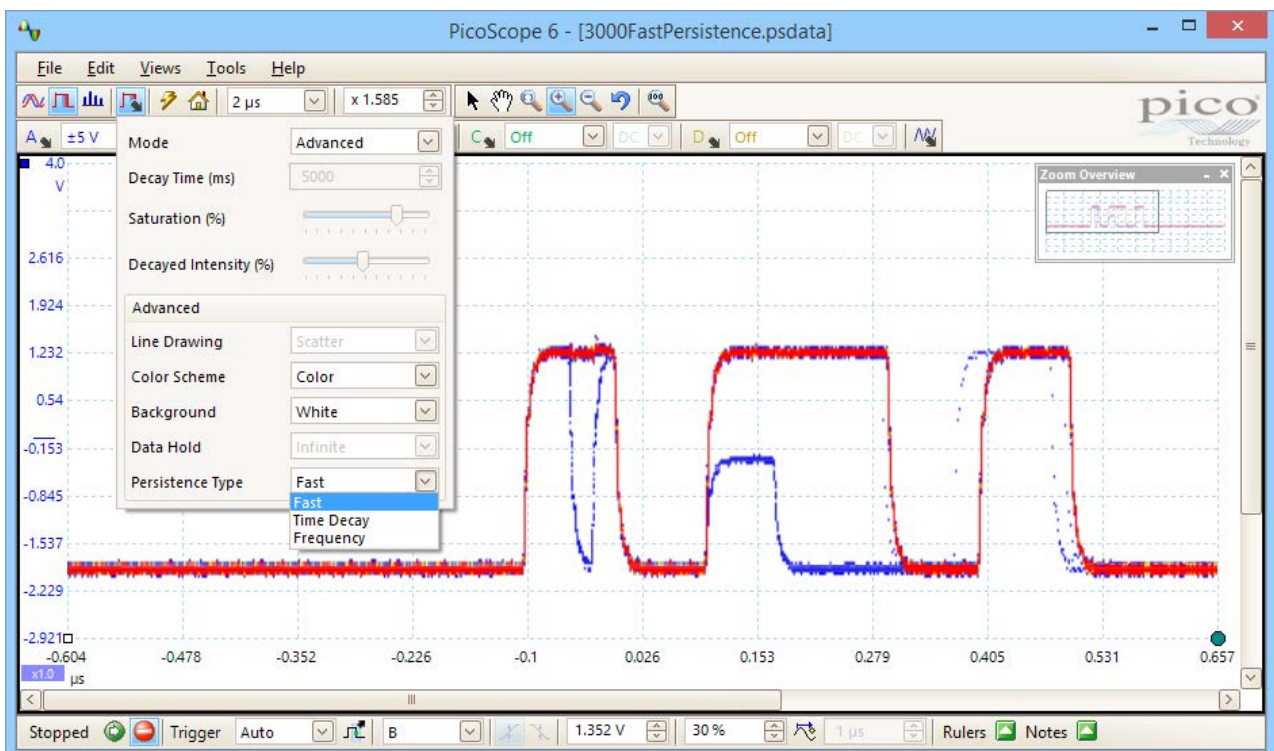 PicoScope 6 - [3000FastPersistence.psdata]
File Edit Views Tools Help
2 µs x 1.585
pico
Technology
A ±5 V C Off DC D Off DC
Mode Advanced
Decay Time (ms) 5000
Saturation (%)
Decayed Intensity (%)
Advanced
Line Drawing Scatter
Color Scheme Color
Background White
Data Hold Infinite
Persistence Type Fast
Fast
Time Decay
Frequency
Zoom Overview
4.0
V
2.616
1.924
1.232
0.54
-0.153
-0.845
-1.537
-2.229
-2.921
-0.604 -0.478 -0.352 -0.226 -0.1 0.026 0.153 0.279 0.405 0.531 0.657
x1.0 µs
Stopped Trigger Auto B 1.352 V 30 % 1 µs Rulers Notes